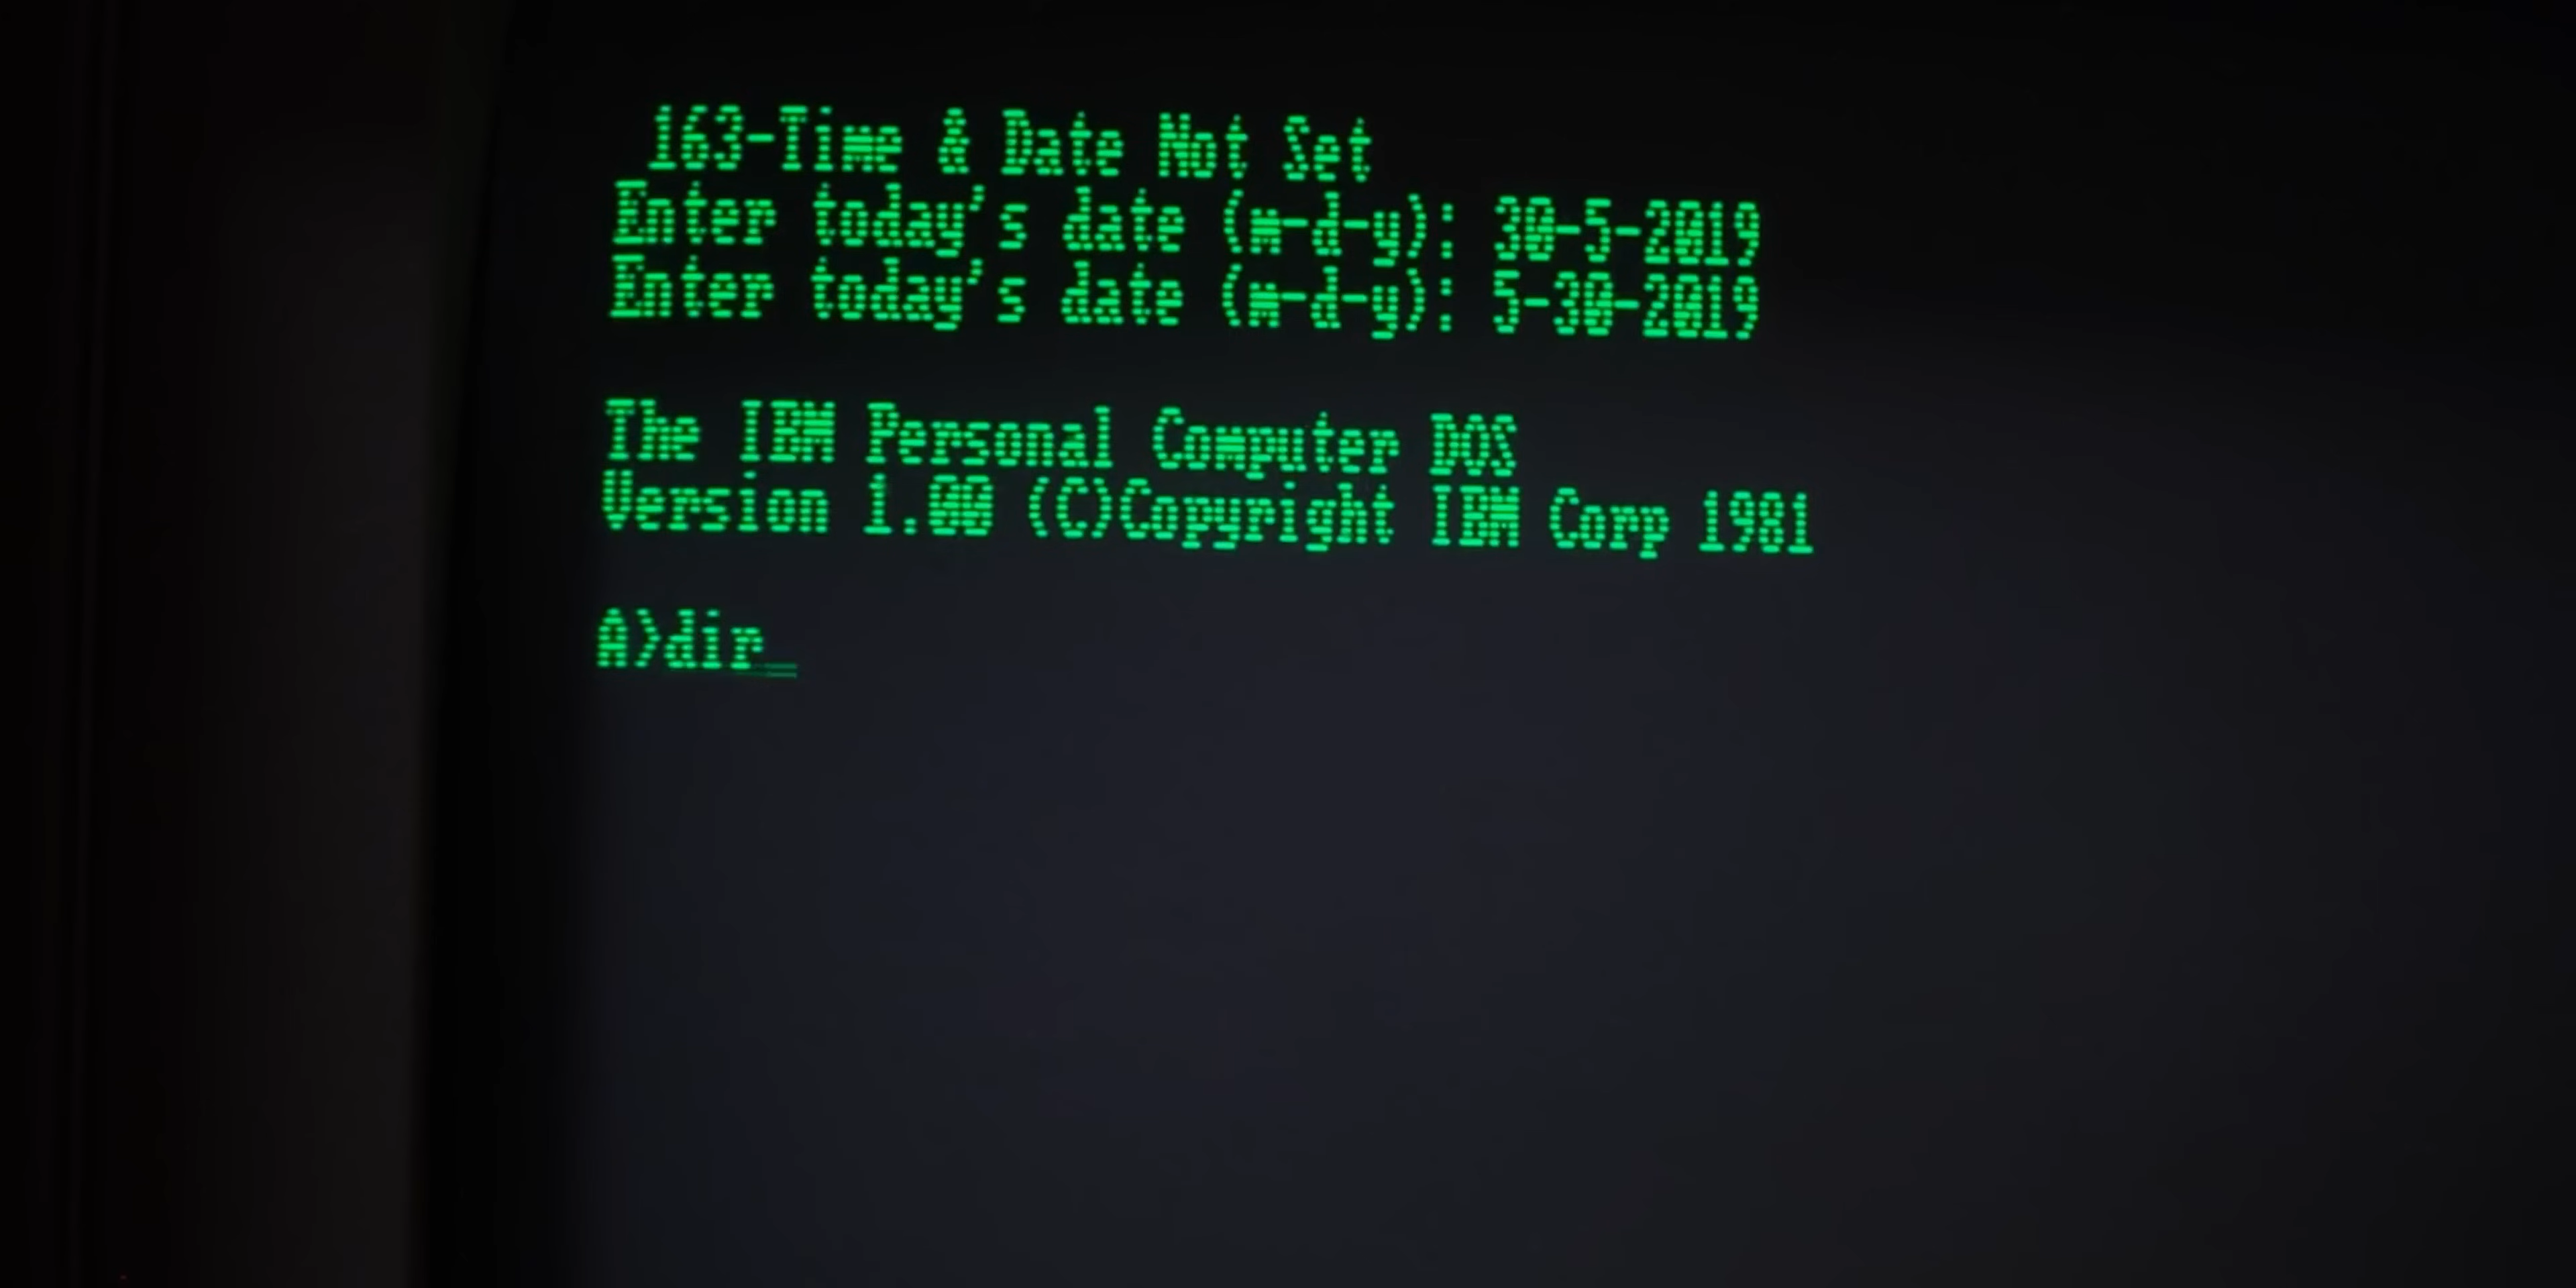 163-Time & Date Not Set
Enter today's date (m-d-y): 30-5-2019
Enter today's date (m-d-y): 5-30-2019
The IBM Personal Computer DOS
Version 1.00 (C)Copyright IBM Corp 1981
A>dir_